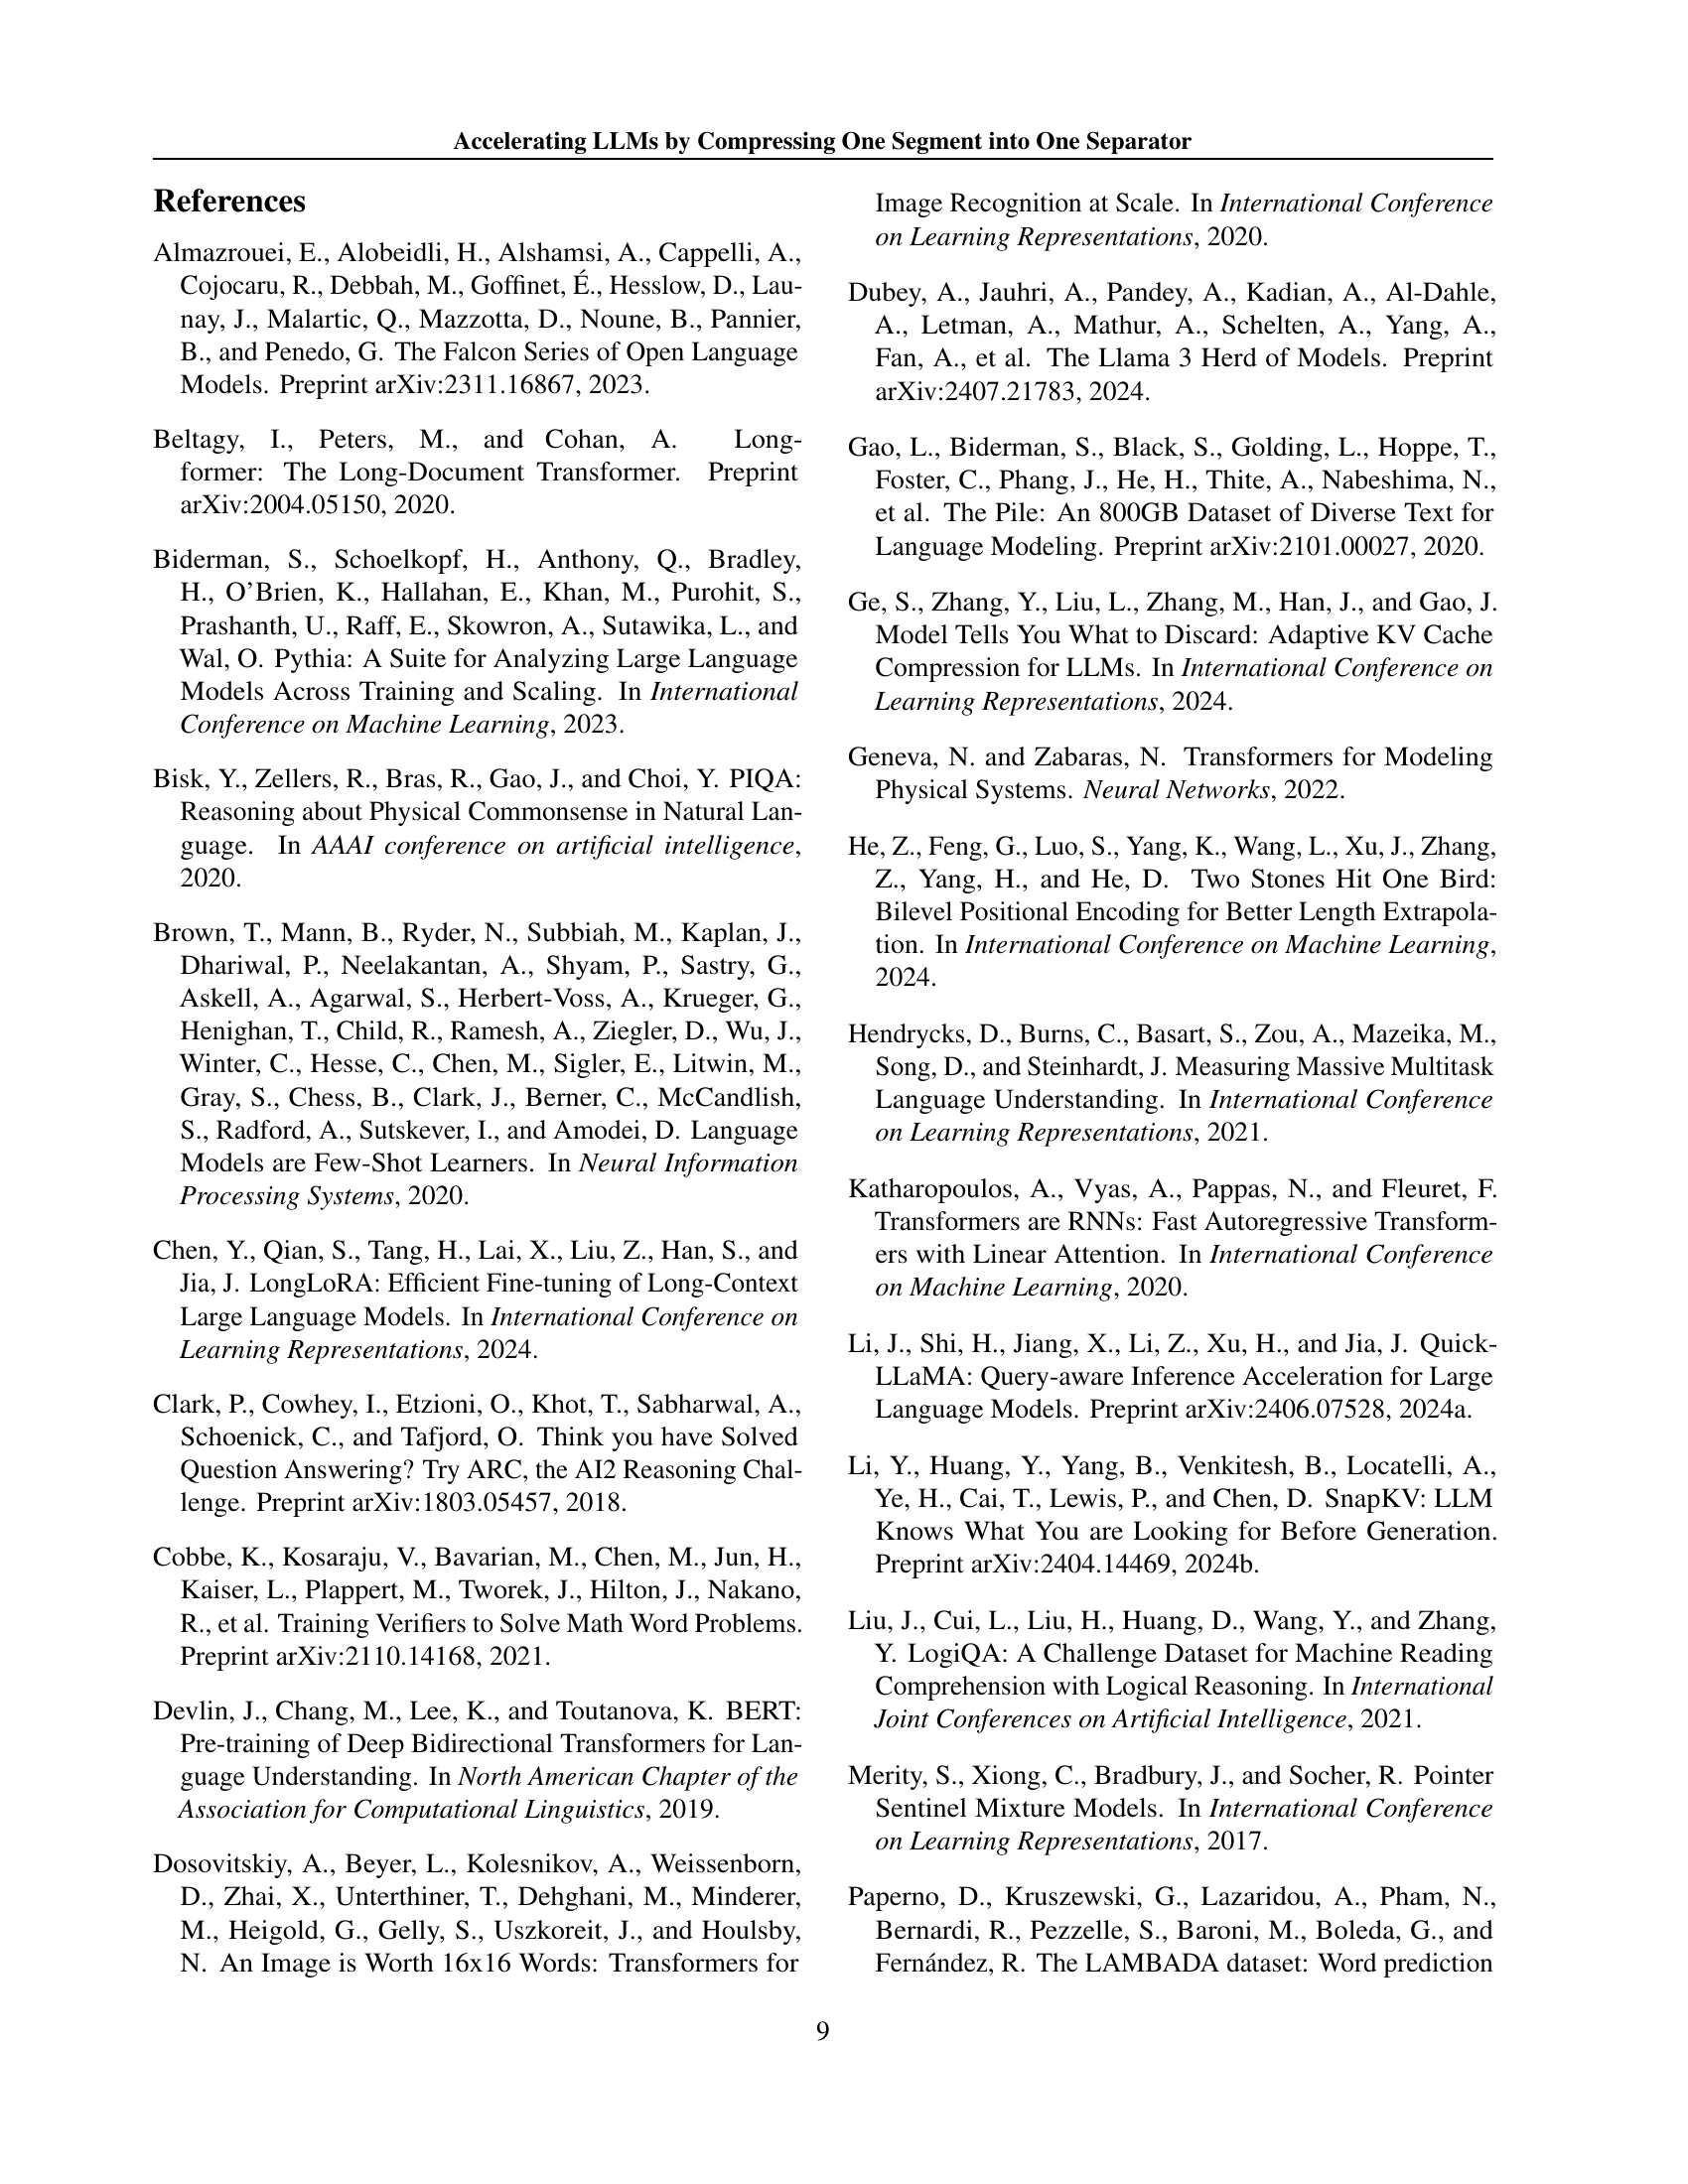 Accelerating LLMs by Compressing One Segment into One Separator
References
Almazrouei, E., Alobeidli, H., Alshamsi, A., Cappelli, A.,
Cojocaru, R., Debbah, M., Goffinet, É., Hesslow, D., Lau-
nay, J., Malartic, Q., Mazzotta, D., Noune, B., Pannier,
B., and Penedo, G. The Falcon Series of Open Language
Models. Preprint arXiv:2311.16867, 2023.
Beltagy, I., Peters, M., and Cohan, A. Long-
former: The Long-Document Transformer. Preprint
arXiv:2004.05150, 2020.
Biderman, S., Schoelkopf, H., Anthony, Q., Bradley,
H., O'Brien, K., Hallahan, E., Khan, M., Purohit, S.,
Prashanth, U., Raff, E., Skowron, A., Sutawika, L., and
Wal, O. Pythia: A Suite for Analyzing Large Language
Models Across Training and Scaling. In International
Conference on Machine Learning, 2023.
Bisk, Y., Zellers, R., Bras, R., Gao, J., and Choi, Y. PIQA:
Reasoning about Physical Commonsense in Natural Lan-
guage. In AAAI conference on artificial intelligence,
2020.
Brown, T., Mann, B., Ryder, N., Subbiah, M., Kaplan, J.,
Dhariwal, P., Neelakantan, A., Shyam, P., Sastry, G.,
Askell, A., Agarwal, S., Herbert-Voss, A., Krueger, G.,
Henighan, T., Child, R., Ramesh, A., Ziegler, D., Wu, J.,
Winter, C., Hesse, C., Chen, M., Sigler, E., Litwin, M.,
Gray, S., Chess, B., Clark, J., Berner, C., McCandlish,
S., Radford, A., Sutskever, I., and Amodei, D. Language
Models are Few-Shot Learners. In Neural Information
Processing Systems, 2020.
Chen, Y., Qian, S., Tang, H., Lai, X., Liu, Z., Han, S., and
Jia, J. LongLoRA: Efficient Fine-tuning of Long-Context
Large Language Models. In International Conference on
Learning Representations, 2024.
Clark, P., Cowhey, I., Etzioni, O., Khot, T., Sabharwal, A.,
Schoenick, C., and Tafjord, O. Think you have Solved
Question Answering? Try ARC, the AI2 Reasoning Chal-
lenge. Preprint arXiv:1803.05457, 2018.
Cobbe, K., Kosaraju, V., Bavarian, M., Chen, M., Jun, H.,
Kaiser, L., Plappert, M., Tworek, J., Hilton, J., Nakano,
R., et al. Training Verifiers to Solve Math Word Problems.
Preprint arXiv:2110.14168, 2021.
Devlin, J., Chang, M., Lee, K., and Toutanova, K. BERT:
Pre-training of Deep Bidirectional Transformers for Lan-
guage Understanding. In North American Chapter of the
Association for Computational Linguistics, 2019.
Dosovitskiy, A., Beyer, L., Kolesnikov, A., Weissenborn,
D., Zhai, X., Unterthiner, T., Dehghani, M., Minderer,
M., Heigold, G., Gelly, S., Uszkoreit, J., and Houlsby,
N. An Image is Worth 16x16 Words: Transformers for
Image Recognition at Scale. In International Conference
on Learning Representations, 2020.
Dubey, A., Jauhri, A., Pandey, A., Kadian, A., Al-Dahle,
A., Letman, A., Mathur, A., Schelten, A., Yang, A.,
Fan, A., et al. The Llama 3 Herd of Models. Preprint
arXiv:2407.21783, 2024.
Gao, L., Biderman, S., Black, S., Golding, L., Hoppe, T.,
Foster, C., Phang, J., He, H., Thite, A., Nabeshima, N.,
et al. The Pile: An 800GB Dataset of Diverse Text for
Language Modeling. Preprint arXiv:2101.00027, 2020.
Ge, S., Zhang, Y., Liu, L., Zhang, M., Han, J., and Gao, J.
Model Tells You What to Discard: Adaptive KV Cache
Compression for LLMs. In International Conference on
Learning Representations, 2024.
Geneva, N. and Zabaras, N. Transformers for Modeling
Physical Systems. Neural Networks, 2022.
He, Z., Feng, G., Luo, S., Yang, K., Wang, L., Xu, J., Zhang,
Z., Yang, H., and He, D. Two Stones Hit One Bird:
Bilevel Positional Encoding for Better Length Extrapola-
tion. In International Conference on Machine Learning,
2024.
Hendrycks, D., Burns, C., Basart, S., Zou, A., Mazeika, M.,
Song, D., and Steinhardt, J. Measuring Massive Multitask
Language Understanding. In International Conference
on Learning Representations, 2021.
Katharopoulos, A., Vyas, A., Pappas, N., and Fleuret, F.
Transformers are RNNs: Fast Autoregressive Transform-
ers with Linear Attention. In International Conference
on Machine Learning, 2020.
Li, J., Shi, H., Jiang, X., Li, Z., Xu, H., and Jia, J. Quick-
LLaMA: Query-aware Inference Acceleration for Large
Language Models. Preprint arXiv:2406.07528, 2024a.
Li, Y., Huang, Y., Yang, B., Venkitesh, B., Locatelli, A.,
Ye, H., Cai, T., Lewis, P., and Chen, D. SnapKV: LLM
Knows What You are Looking for Before Generation.
Preprint arXiv:2404.14469, 2024b.
Liu, J., Cui, L., Liu, H., Huang, D., Wang, Y., and Zhang,
Y. LogiQA: A Challenge Dataset for Machine Reading
Comprehension with Logical Reasoning. In International
Joint Conferences on Artificial Intelligence, 2021.
Merity, S., Xiong, C., Bradbury, J., and Socher, R. Pointer
Sentinel Mixture Models. In International Conference
on Learning Representations, 2017.
Paperno, D., Kruszewski, G., Lazaridou, A., Pham, N.,
Bernardi, R., Pezzelle, S., Baroni, M., Boleda, G., and
Fernández, R. The LAMBADA dataset: Word prediction
9